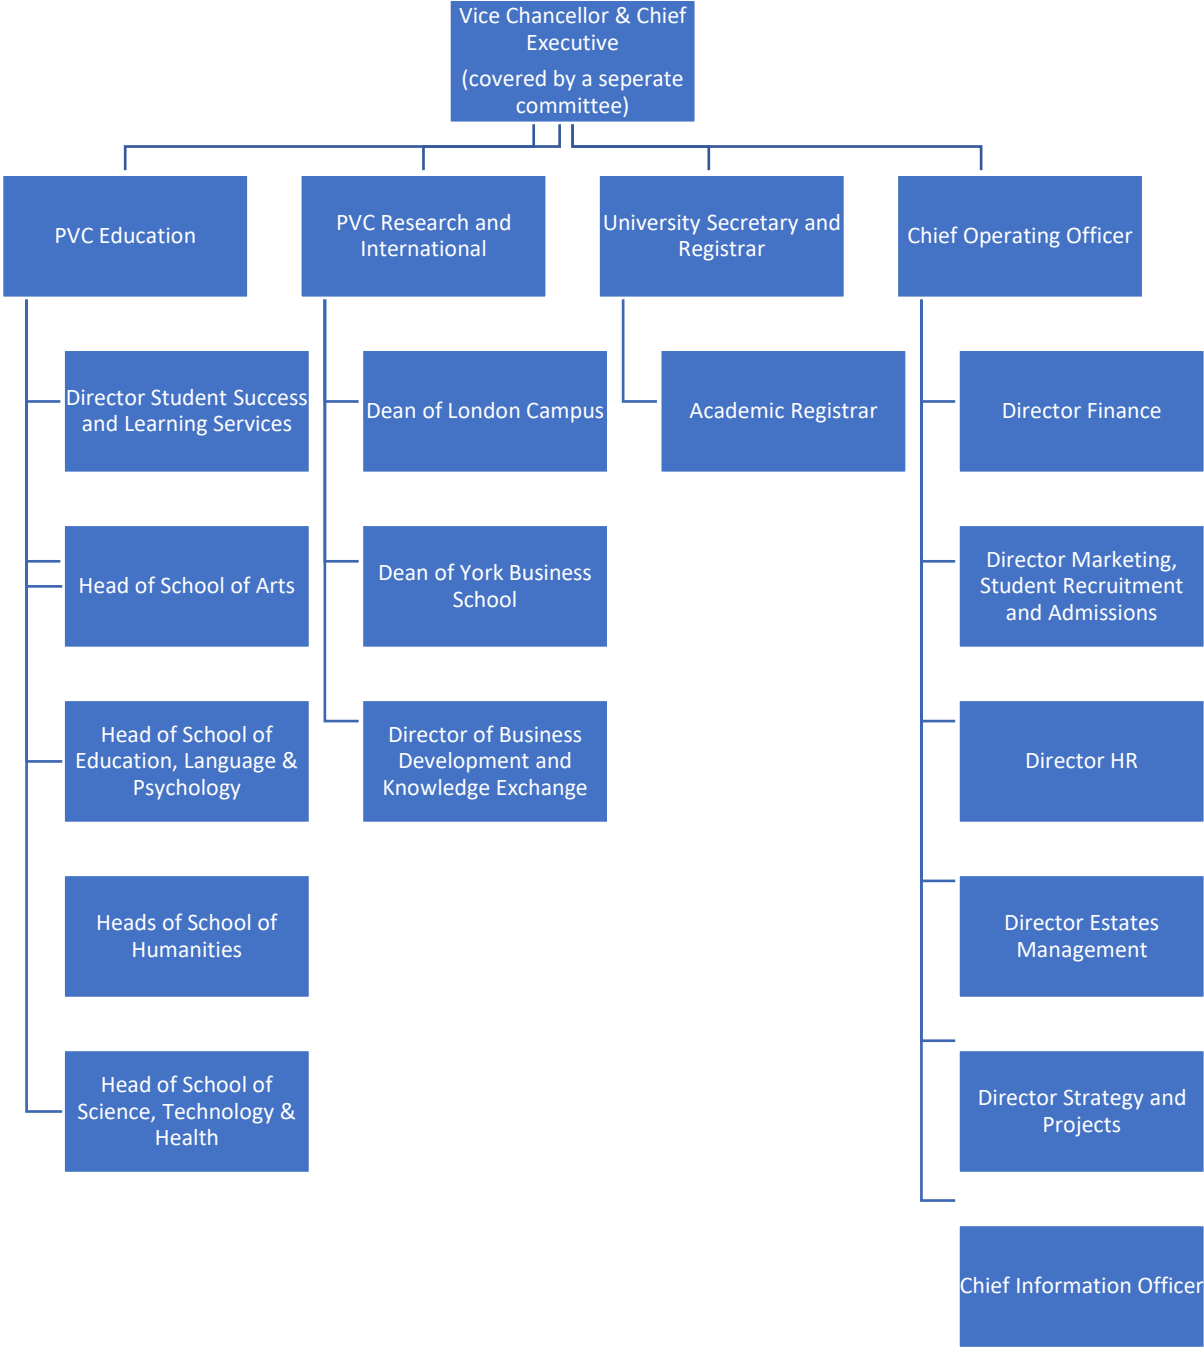 Vice Chancellor & Chief
Executive
(covered by a seperate
committee)
PVC Education
PVC Research and
International
University Secretary and
Registrar
Chief Operating Officer
Director Student Success
and Learning Services
Dean of London Campus
Academic Registrar
Director Finance
Head of School of Arts
Dean of York Business
School
Director Marketing,
Student Recruitment
and Admissions
Head of School of
Education, Language &
Psychology
Director of Business
Development and
Knowledge Exchange
Director HR
Heads of School of
Humanities
Director Estates
Management
Head of School of
Science, Technology &
Health
Director Strategy and
Projects
Chief Information Officer